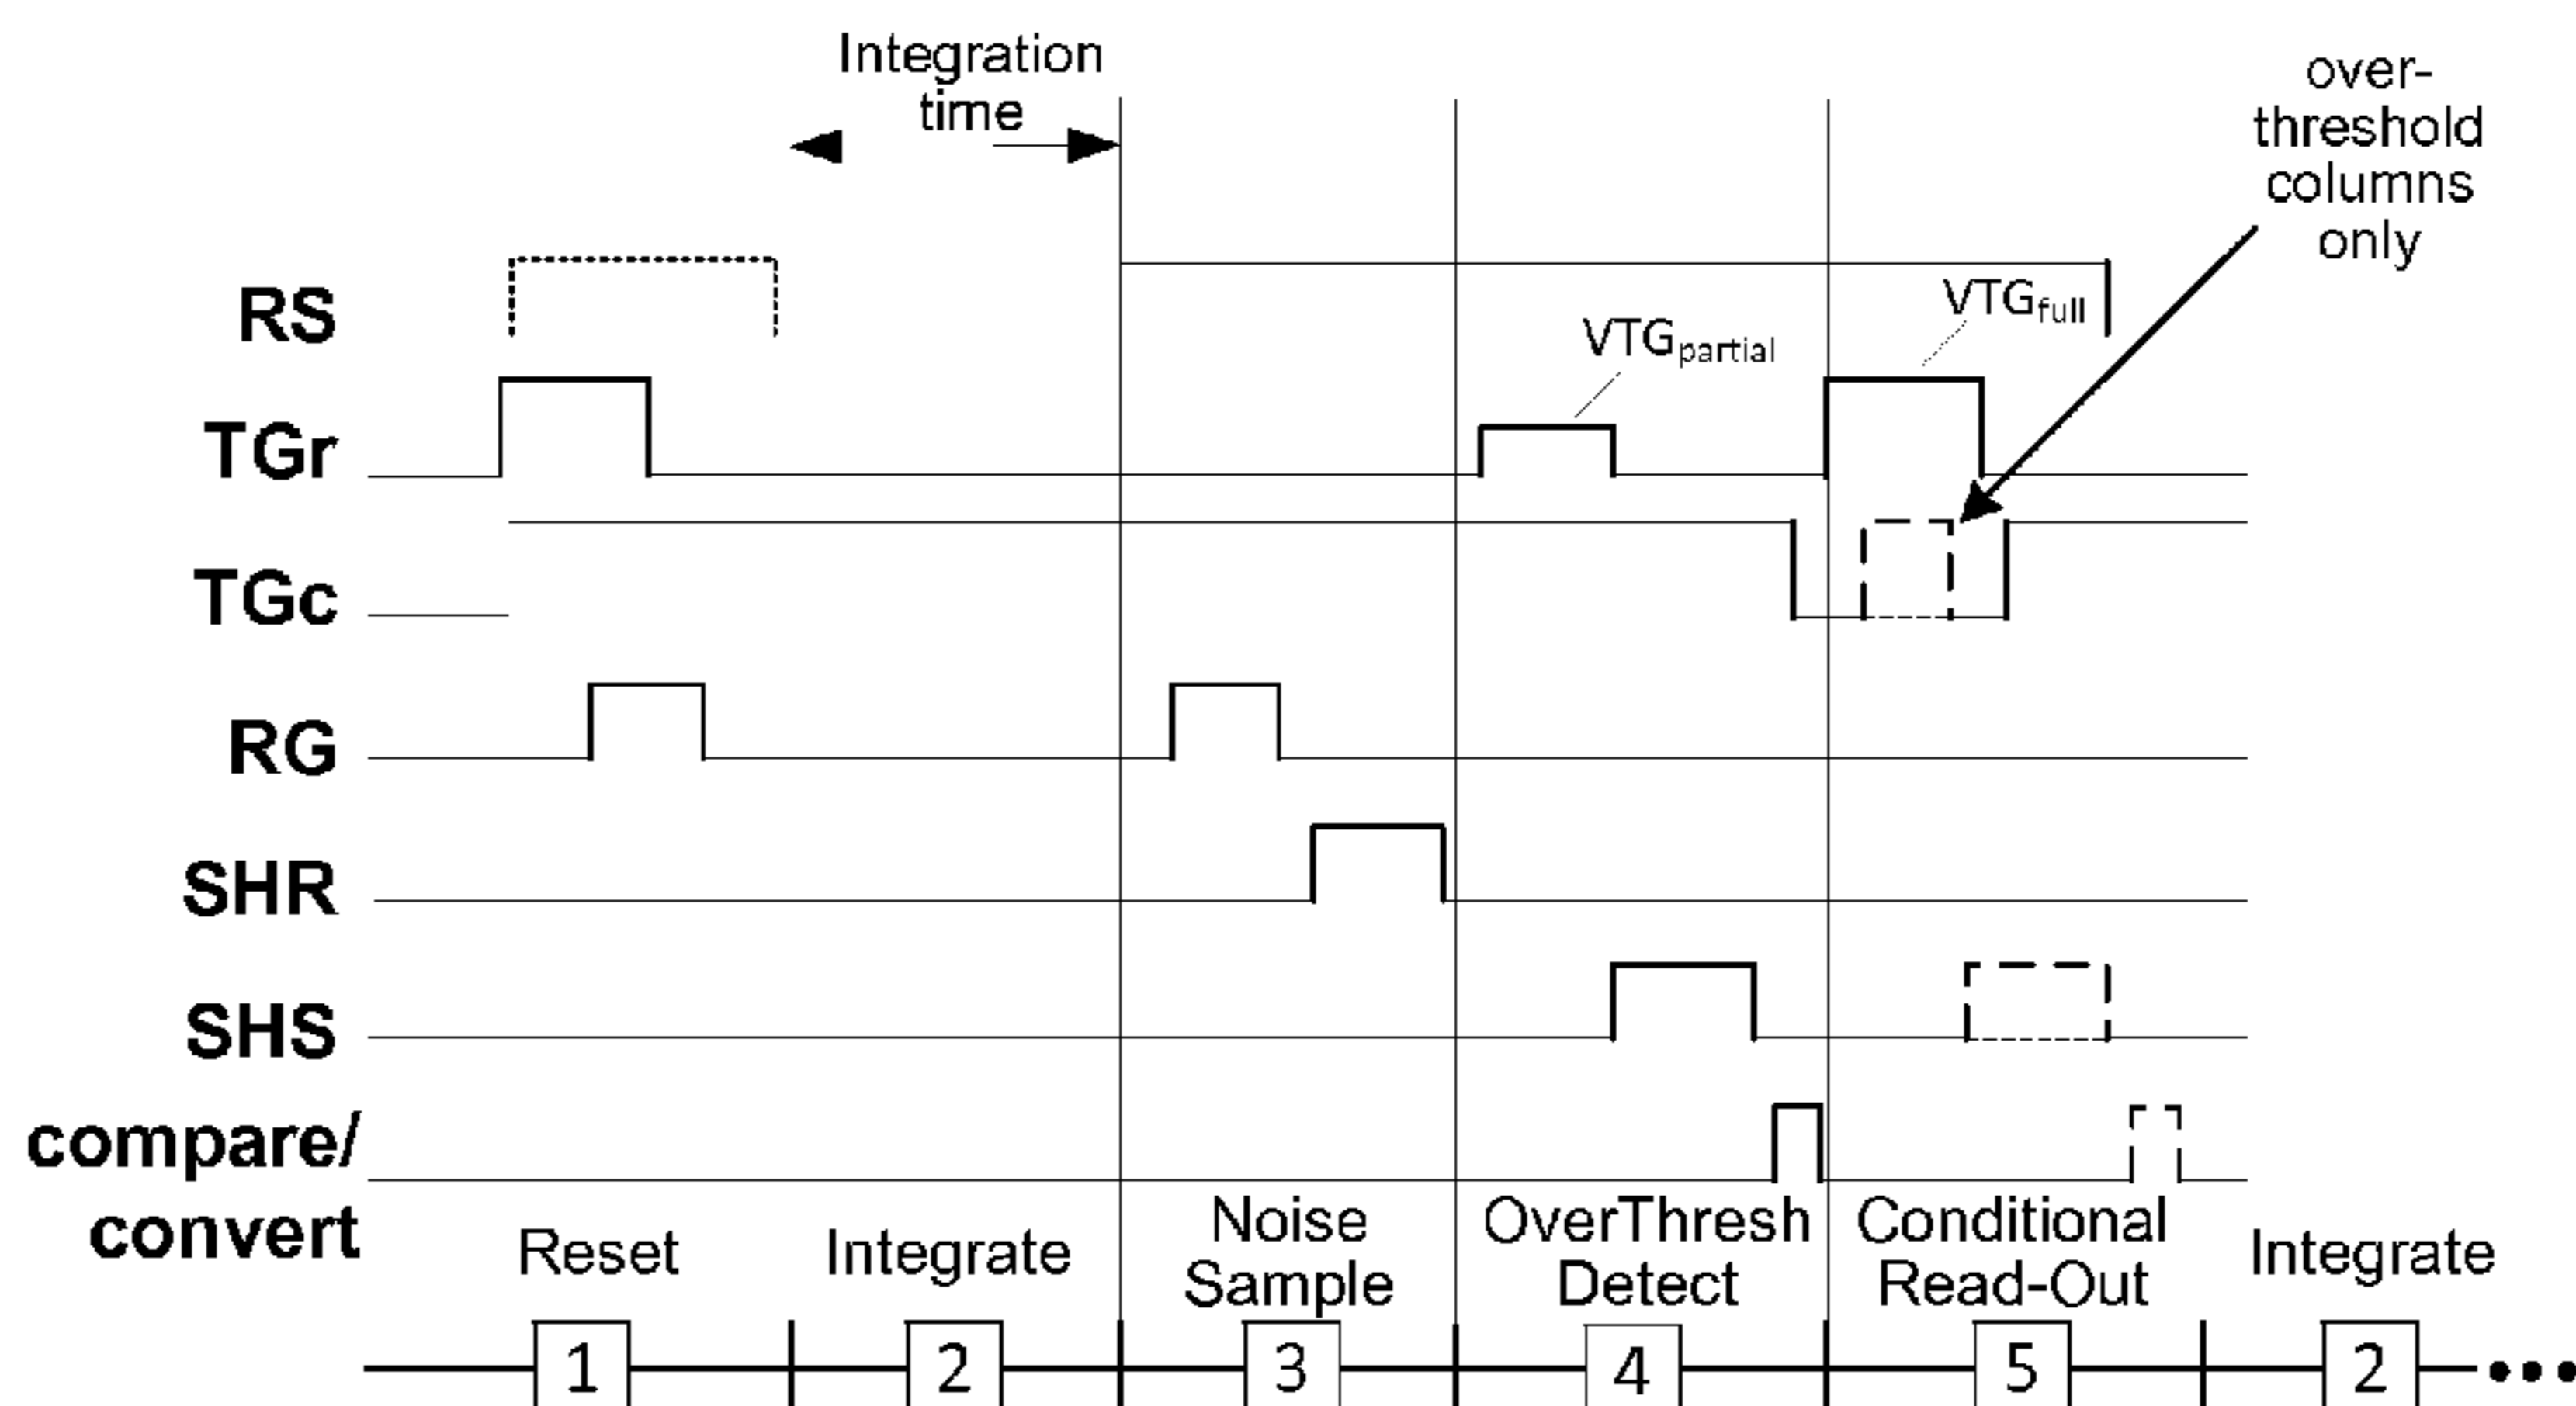 Integration
time
over-
threshold
columns
only
RS
VTGpartial
VTGfull
TGr
TGc
RG
SHR
SHS
compare/
convert
Reset
Integrate
Noise
Sample
OverThresh
Detect
Conditional
Read-Out
Integrate
1
2
3
4
5
2